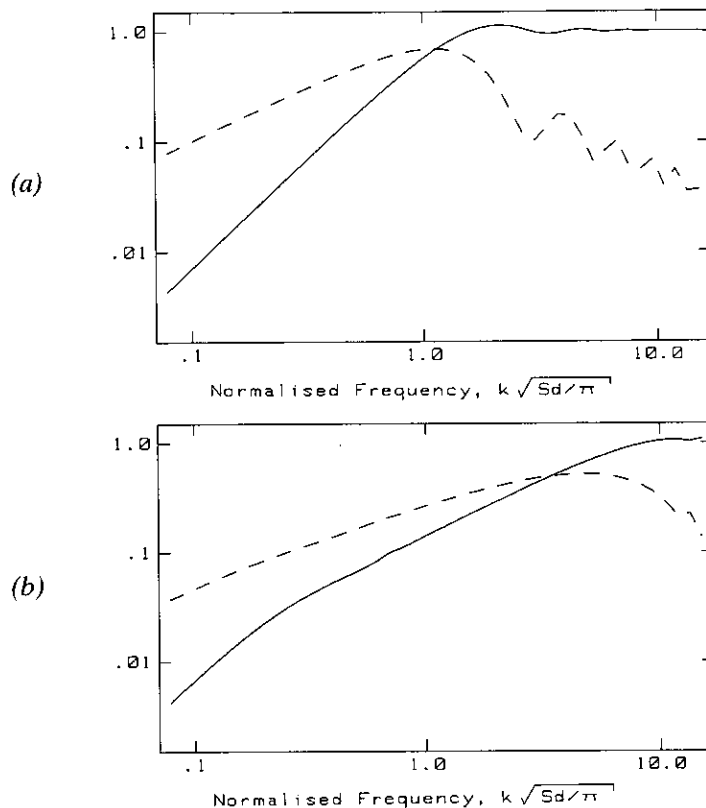 1.0
.1
.01
(a)
.1 1.0 10.0
Normalised Frequency, k√Sd/π
1.0
.1
.01
(b)
.1 1.0 10.0
Normalised Frequency, k√Sd/π